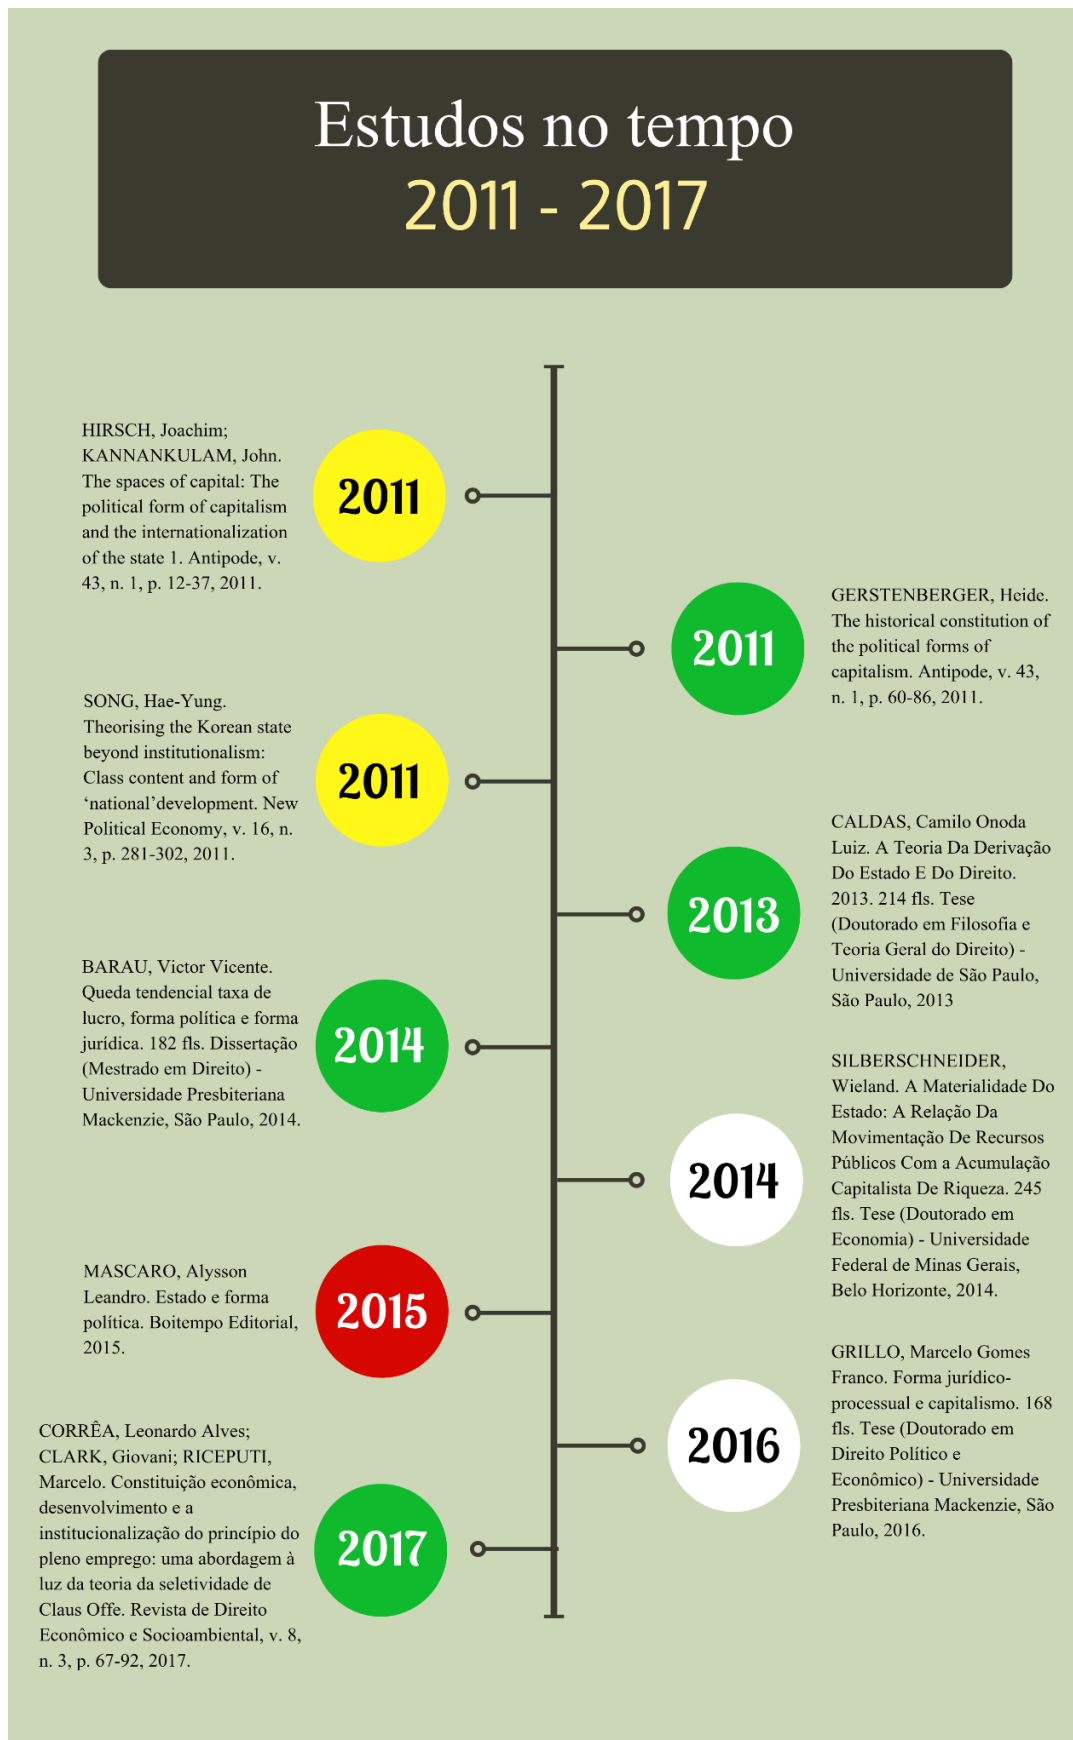 Estudos no tempo
2011 - 2017
HIRSCH, Joachim;
KANNANKULAM, John.
The spaces of capital: The
political form of capitalism
and the internationalization
of the state 1. Antipode, v.
43, n. 1, p. 12-37, 2011.
2011
2011
GERSTENBERGER, Heide.
The historical constitution of
the political forms of
capitalism. Antipode, v. 43,
n. 1, p. 60-86, 2011.
SONG, Hae-Yung.
Theorising the Korean state
beyond institutionalism:
Class content and form of
‘national’development. New
Political Economy, v. 16, n.
3, p. 281-302, 2011.
2011
2013
CALDAS, Camilo Onoda
Luiz. A Teoria Da Derivação
Do Estado E Do Direito.
2013. 214 fls. Tese
(Doutorado em Filosofia e
Teoria Geral do Direito) -
Universidade de São Paulo,
São Paulo, 2013
BARAU, Victor Vicente.
Queda tendencial taxa de
lucro, forma política e forma
jurídica. 182 fls. Dissertação
(Mestrado em Direito) -
Universidade Presbiteriana
Mackenzie, São Paulo, 2014.
2014
2014
SILBERSCHNEIDER,
Wieland. A Materialidade Do
Estado: A Relação Da
Movimentação De Recursos
Públicos Com a Acumulação
Capitalista De Riqueza. 245
fls. Tese (Doutorado em
Economia) - Universidade
Federal de Minas Gerais,
Belo Horizonte, 2014.
MASCARO, Alysson
Leandro. Estado e forma
política. Boitempo Editorial,
2015.
2015
2016
GRILLO, Marcelo Gomes
Franco. Forma jurídico-
processual e capitalismo. 168
fls. Tese (Doutorado em
Direito Político e
Econômico) - Universidade
Presbiteriana Mackenzie, São
Paulo, 2016.
CORRÊA, Leonardo Alves;
CLARK, Giovani; RICEPUTI,
Marcelo. Constituição econômica,
desenvolvimento e a
institucionalização do princípio do
pleno emprego: uma abordagem à
luz da teoria da seletividade de
Claus Offe. Revista de Direito
Econômico e Socioambiental, v. 8,
n. 3, p. 67-92, 2017.
2017